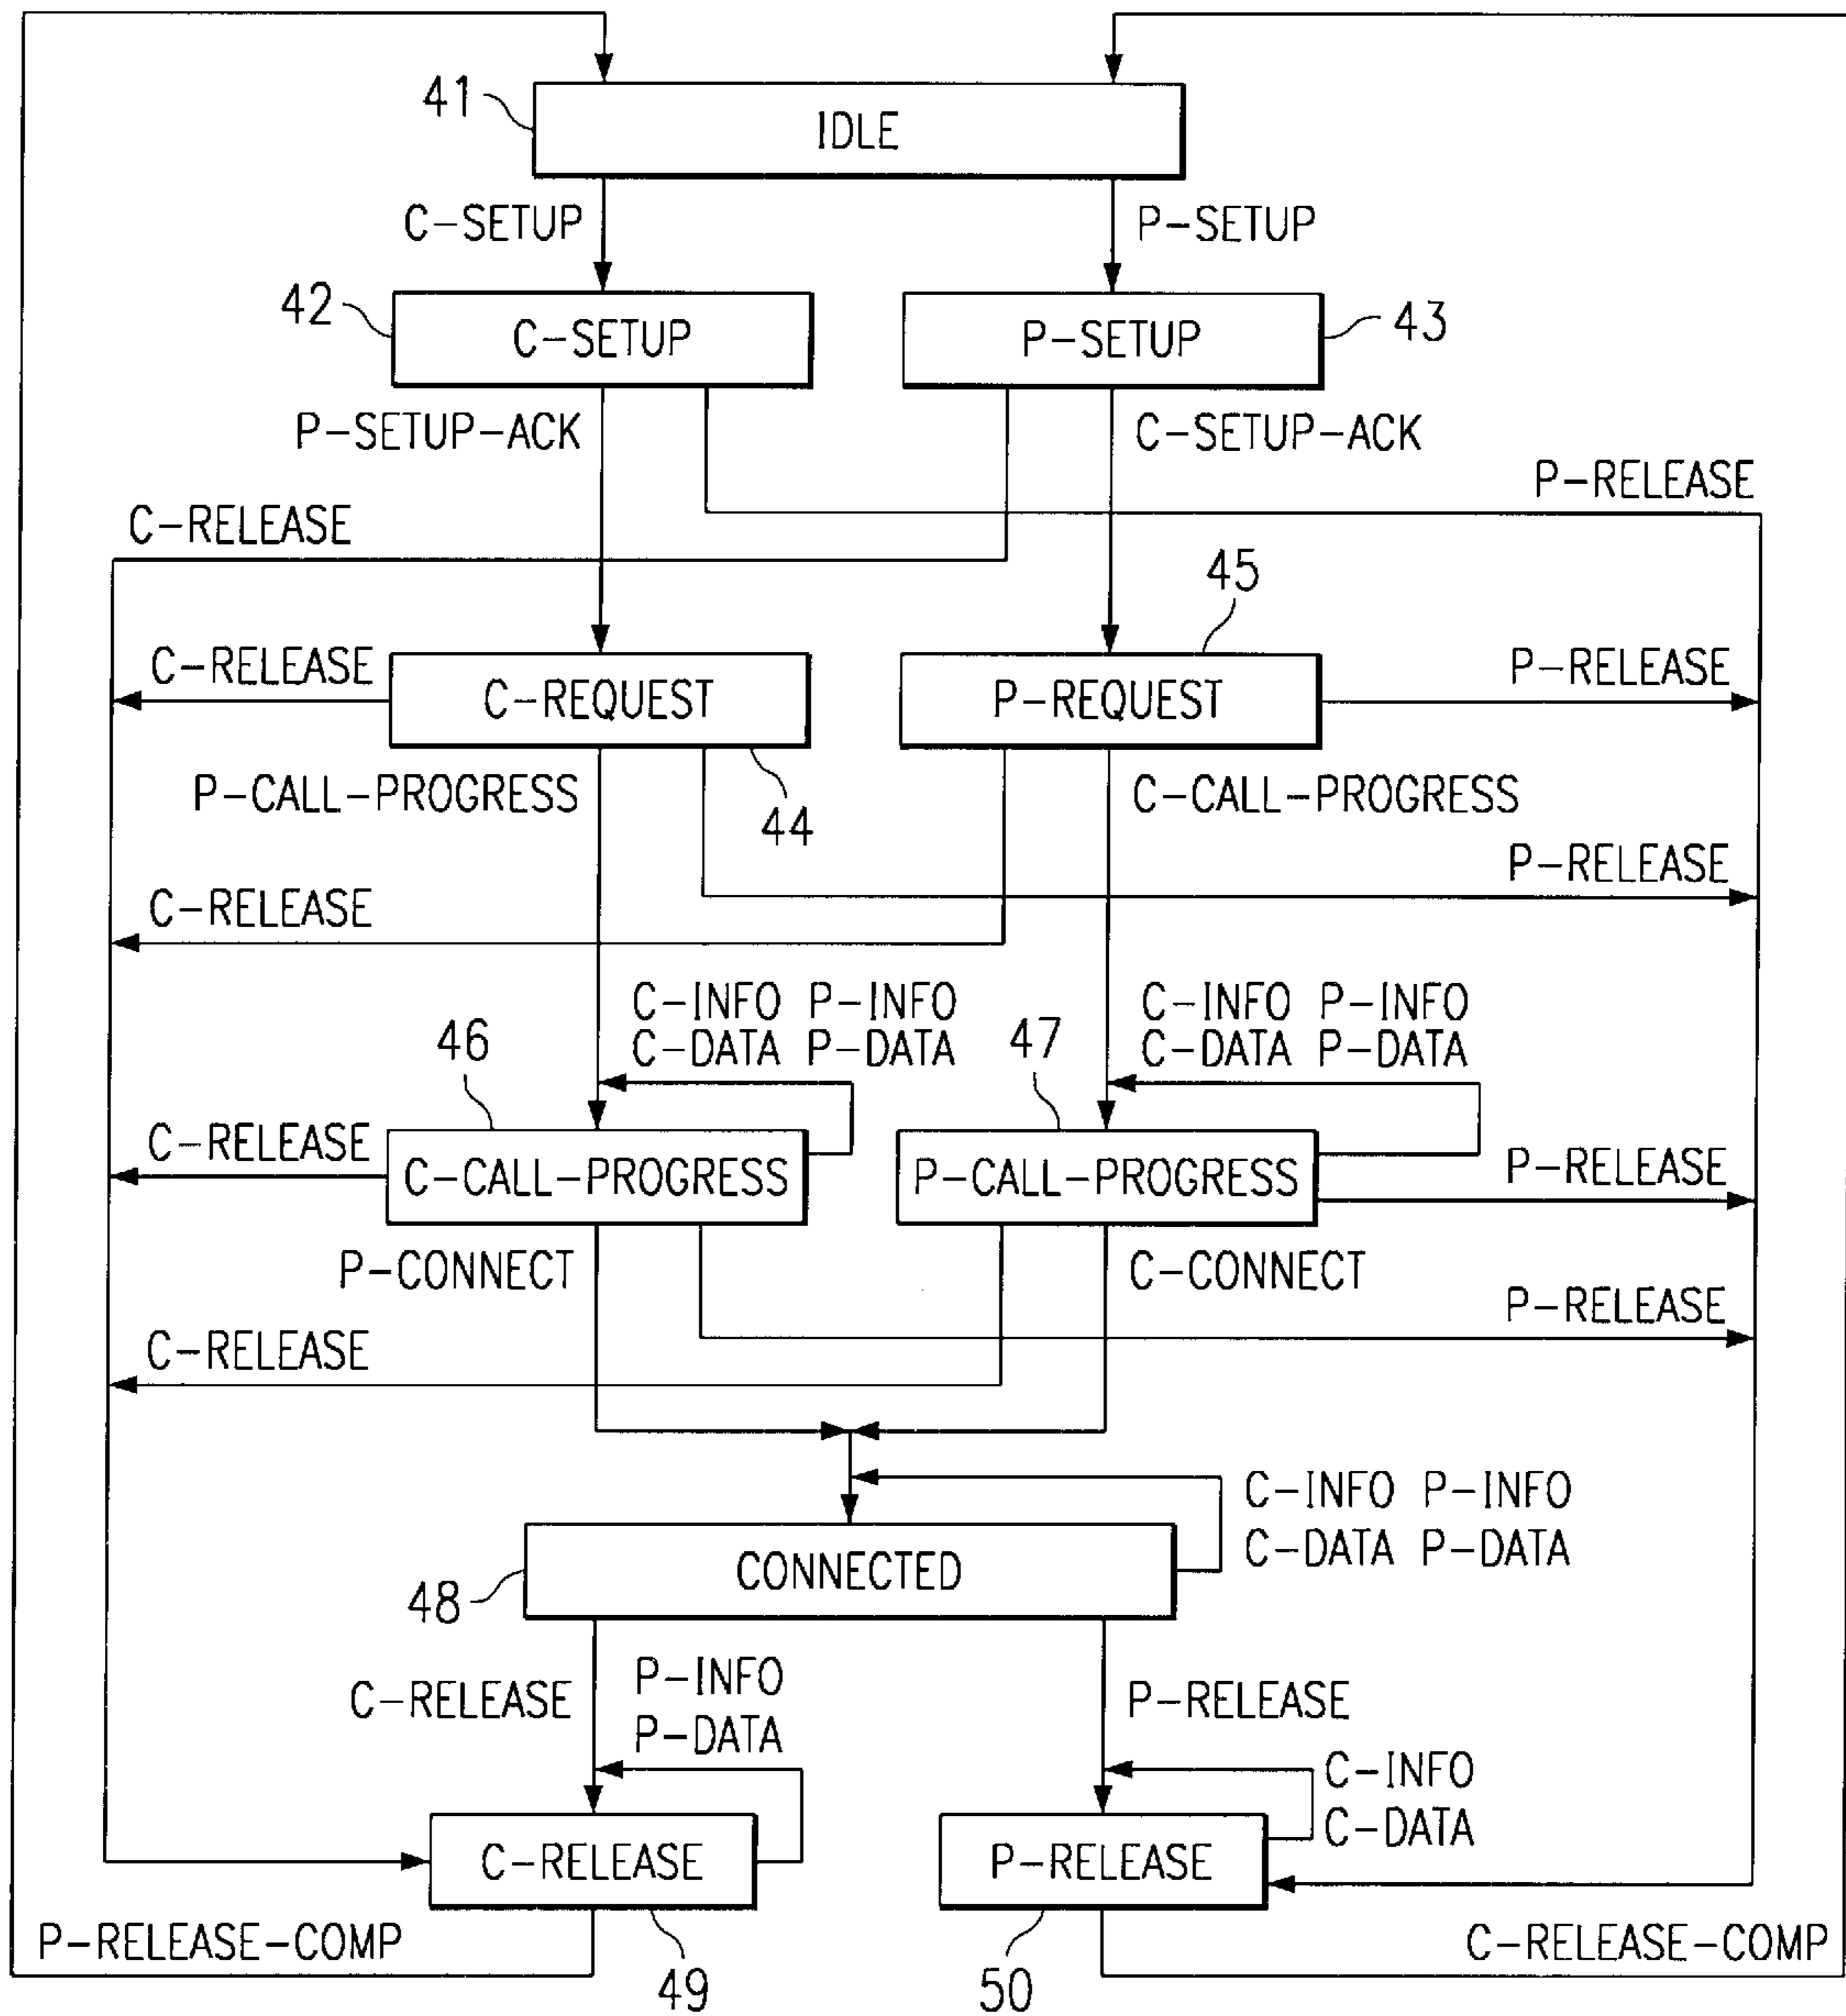 41
IDLE
C-SETUP
P-SETUP
42
C-SETUP
P-SETUP
43
P-SETUP-ACK
C-SETUP-ACK
P-RELEASE
C-RELEASE
45
C-RELEASE
C-REQUEST
P-REQUEST
P-RELEASE
P-CALL-PROGRESS
44
C-CALL-PROGRESS
P-RELEASE
C-RELEASE
C-INFO P-INFO
C-DATA P-DATA
C-INFO P-INFO
C-DATA P-DATA
46
47
C-RELEASE
C-CALL-PROGRESS
P-CALL-PROGRESS
P-RELEASE
P-CONNECT
C-CONNECT
P-RELEASE
C-RELEASE
C-INFO P-INFO
C-DATA P-DATA
CONNECTED
48
C-RELEASE
P-INFO
P-DATA
P-RELEASE
C-INFO
C-DATA
C-RELEASE
P-RELEASE
P-RELEASE-COMP
49
50
C-RELEASE-COMP